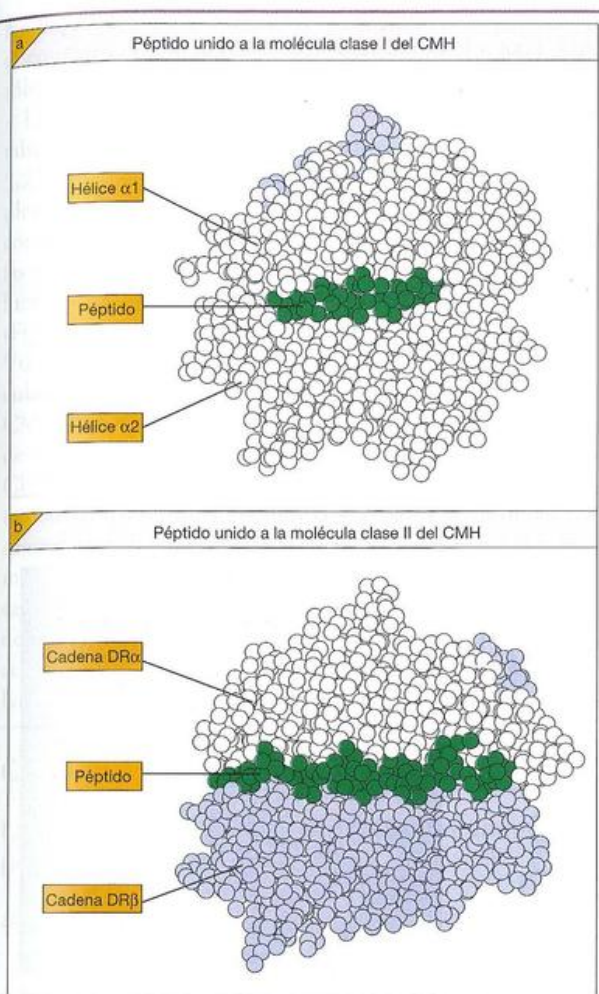 a
Péptido unido a la molécula clase I del CMH
Hélice α1
Péptido
Hélice α2
b
Péptido unido a la molécula clase II del CMH
Cadena DRα
Péptido
Cadena DRβ